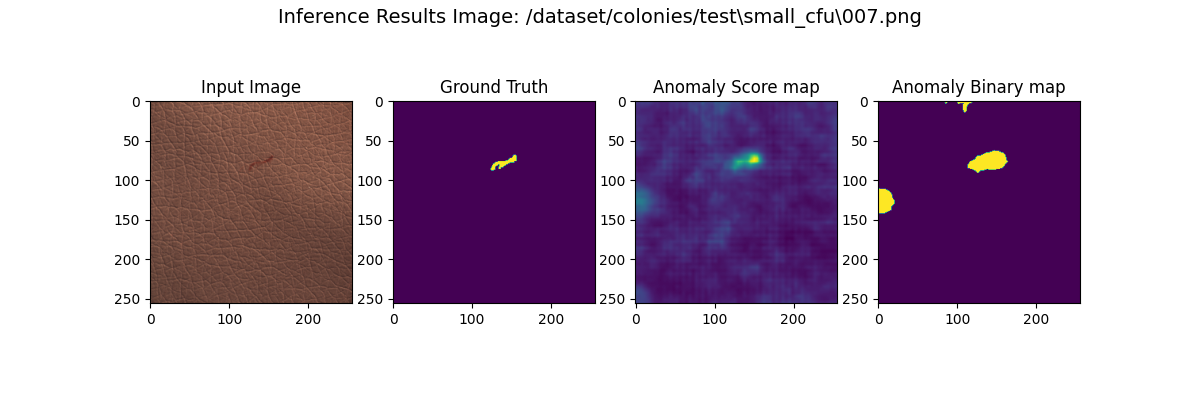 Inference Results Image: /dataset/colonies/test\small_cfu\007.png
Input Image Ground Truth Anomaly Score map Anomaly Binary map
0 0 0 0
50 50 50 50
100 100 100 100
150 150 150 150
200 200 200 200
250 250 250 250
0 100 200 0 100 200 0 100 200 0 100 200